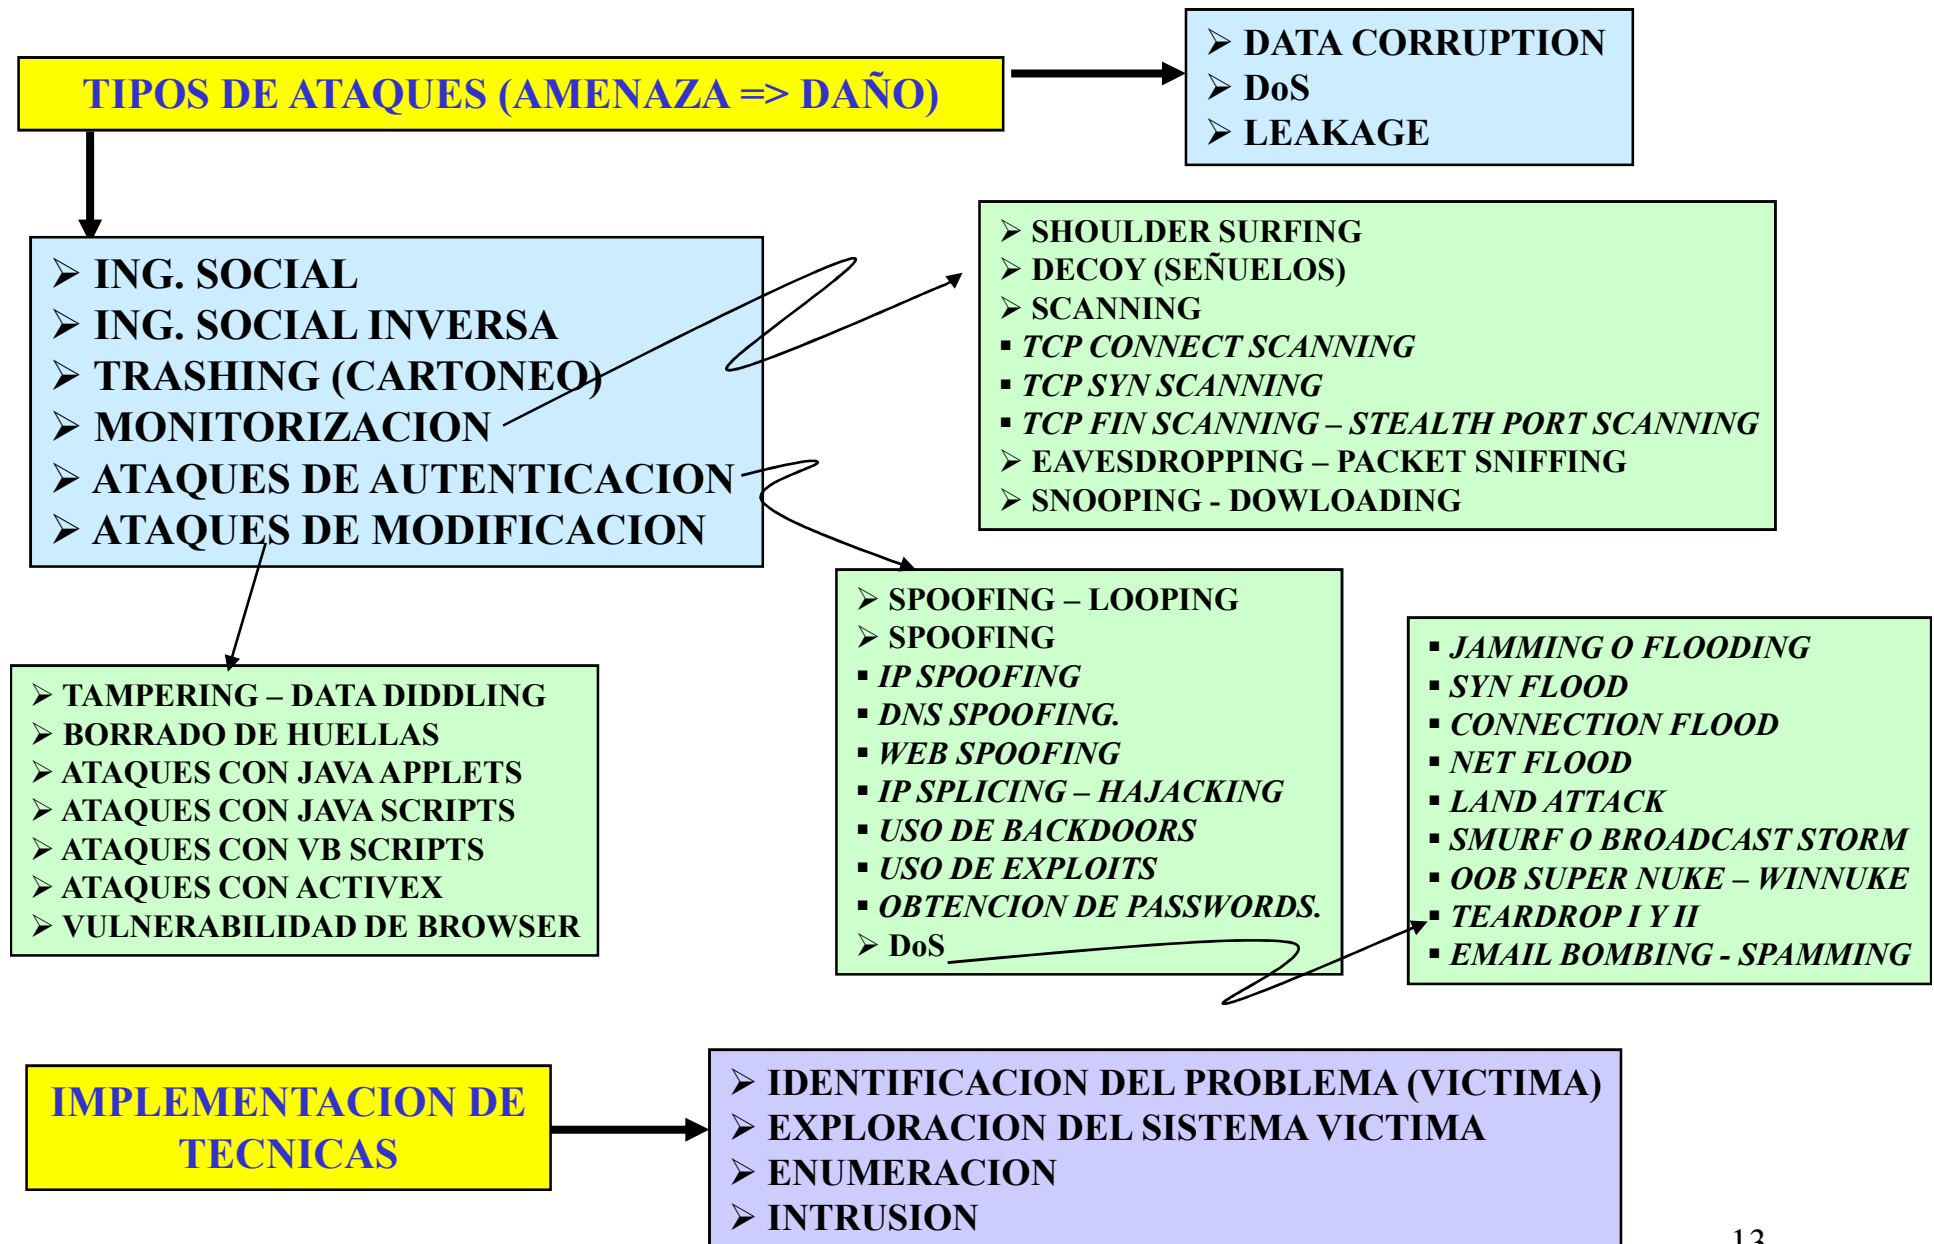 TIPOS DE ATAQUES (AMENAZA => DAÑO)
➢ DATA CORRUPTION
➢ DoS
➢ LEAKAGE
➢ ING. SOCIAL
➢ ING. SOCIAL INVERSA
➢ TRASHING (CARTONEO)
➢ MONITORIZACION
➢ ATAQUES DE AUTENTICACION
➢ ATAQUES DE MODIFICACION
➢ SHOULDER SURFING
➢ DECOY (SEÑUELOS)
➢ SCANNING
▪ TCP CONNECT SCANNING
▪ TCP SYN SCANNING
▪ TCP FIN SCANNING – STEALTH PORT SCANNING
➢ EAVESDROPPING – PACKET SNIFFING
➢ SNOOPING - DOWLOADING
➢ TAMPERING – DATA DIDDLING
➢ BORRADO DE HUELLAS
➢ ATAQUES CON JAVA APPLETS
➢ ATAQUES CON JAVA SCRIPTS
➢ ATAQUES CON VB SCRIPTS
➢ ATAQUES CON ACTIVEX
➢ VULNERABILIDAD DE BROWSER
➢ SPOOFING – LOOPING
➢ SPOOFING
▪ IP SPOOFING
▪ DNS SPOOFING.
▪ WEB SPOOFING
▪ IP SPLICING – HAJACKING
▪ USO DE BACKDOORS
▪ USO DE EXPLOITS
▪ OBTENCION DE PASSWORDS.
➢ DoS
▪ JAMMING O FLOODING
▪ SYN FLOOD
▪ CONNECTION FLOOD
▪ NET FLOOD
▪ LAND ATTACK
▪ SMURF O BROADCAST STORM
▪ OOB SUPER NUKE – WINNUKE
▪ TEARDROP I Y II
▪ EMAIL BOMBING - SPAMMING
IMPLEMENTACION DE
TECNICAS
➢ IDENTIFICACION DEL PROBLEMA (VICTIMA)
➢ EXPLORACION DEL SISTEMA VICTIMA
➢ ENUMERACION
➢ INTRUSION
13